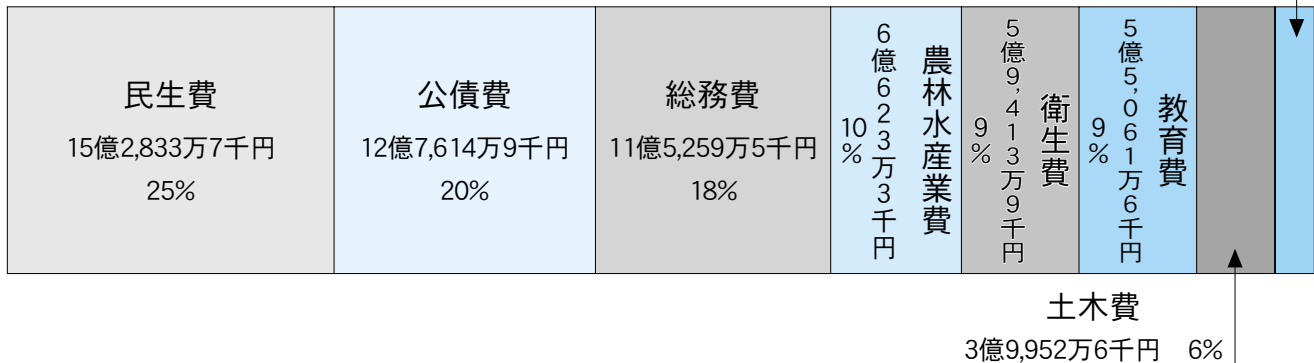 民生費
15億2,833万7千円
25%
公債費
12億7,614万9千円
20%
総務費
11億5,259万5千円
18%
農林水産業費
6億623万3千円
10%
衛生費
5億9,413万9千円
9%
教育費
5億5,061万6千円
9%
土木費
3億9,952万6千円 6%